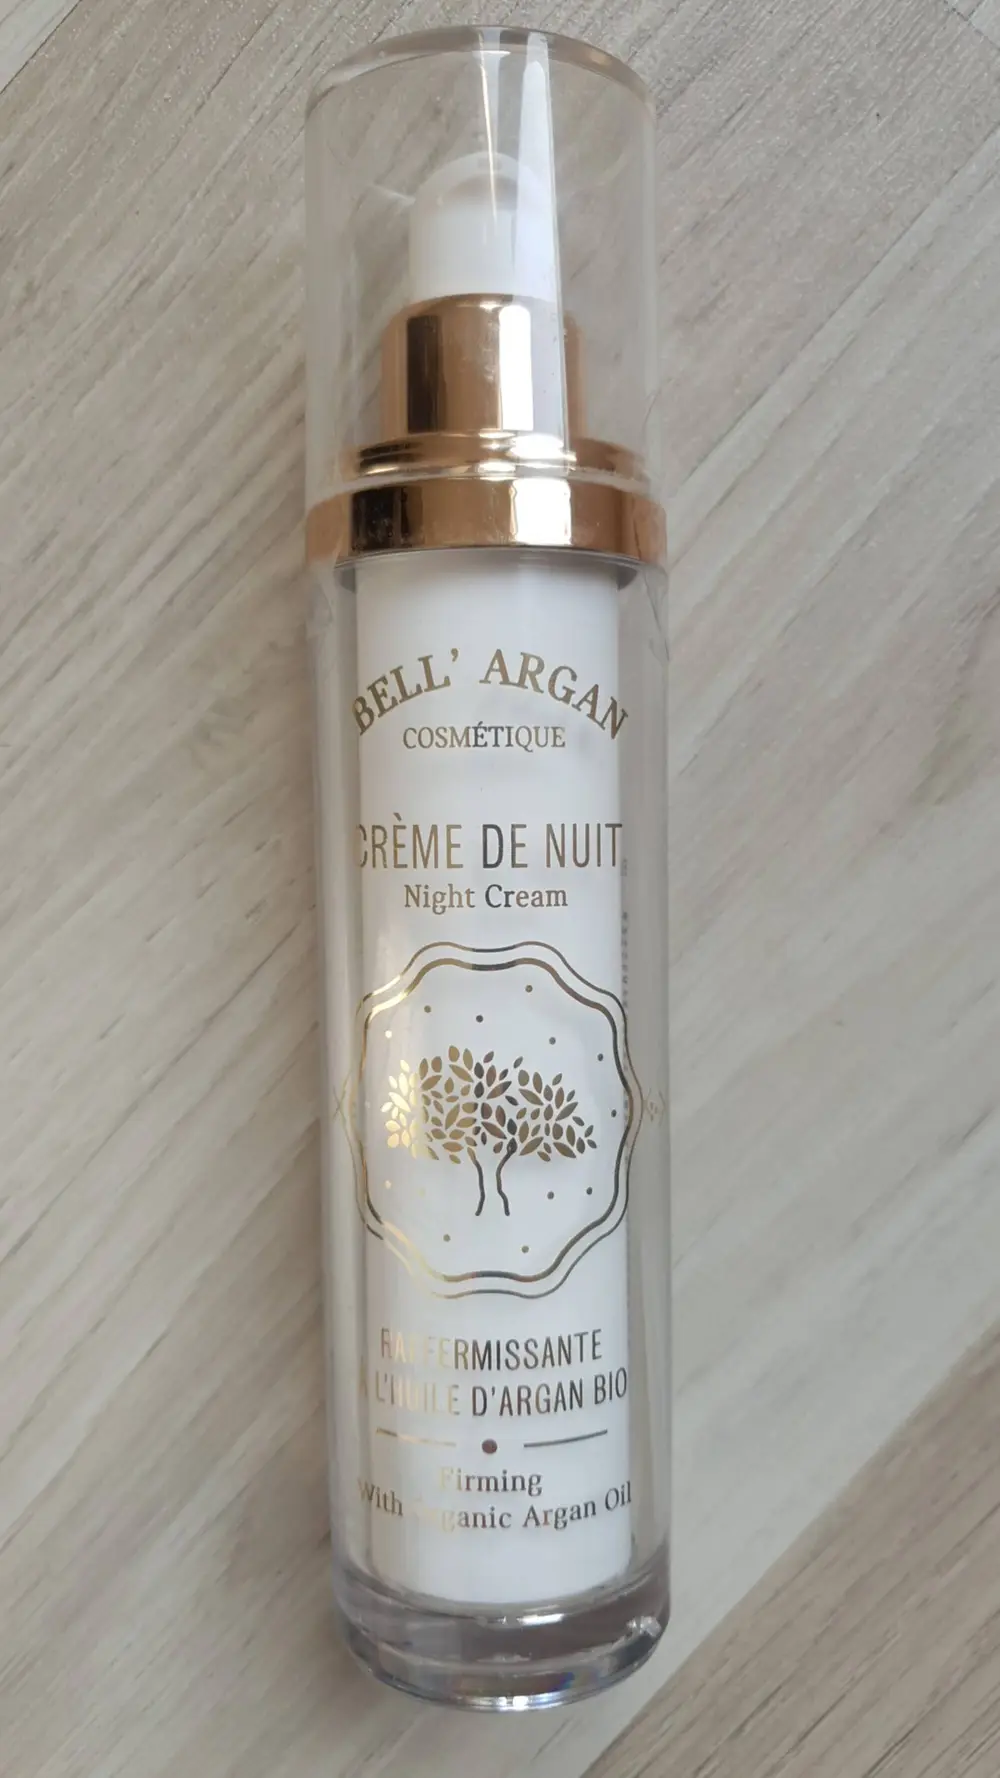 BELL' ARGAN
COSMÉTIQUE
CRÈME DE NUIT
Night Cream
RAFFERMISSANTE
À L'HUILE D'ARGAN BIO
Firming
With Organic Argan Oil